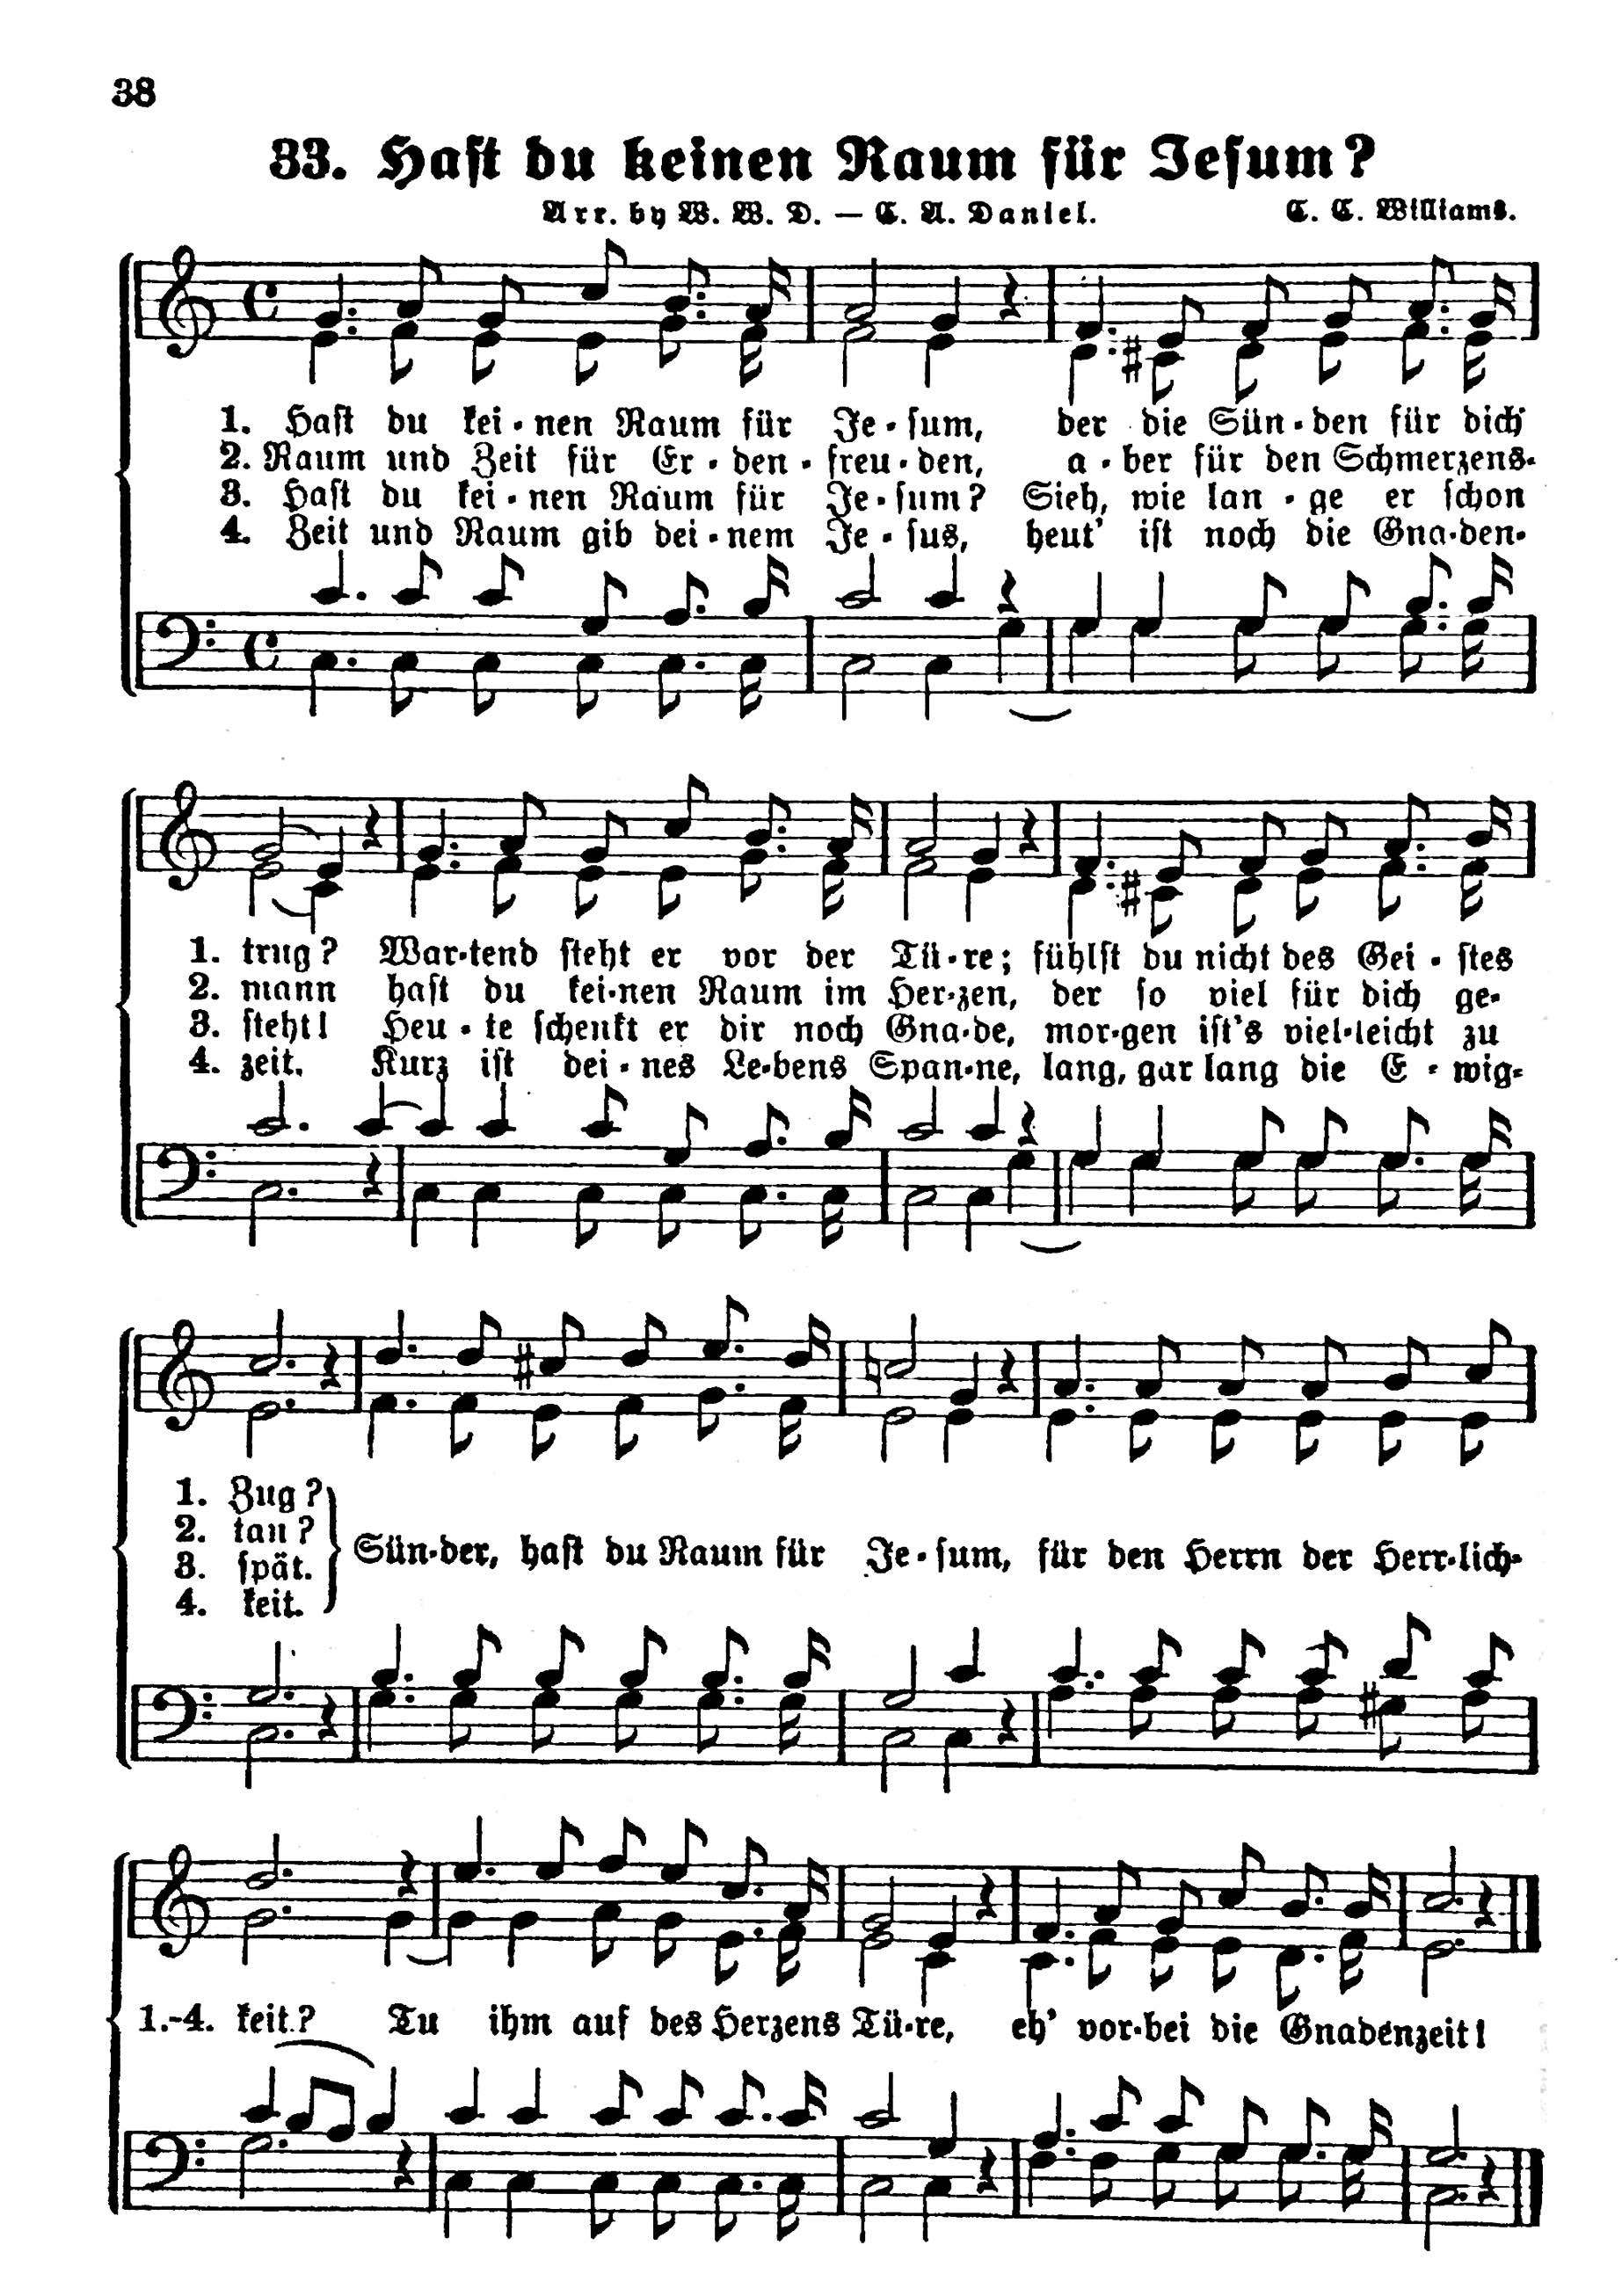 38
33. Hast du keinen Raum für Jesum?
Arr. by W. W. D. — C. A. Daniel. C. C. Williams.
1. Hast du kei-nen Raum für Je-sum, der die Sün-den für dich
2. Raum und Zeit für Er-den-freu-den, a-ber für den Schmerzens-
3. Hast du kei-nen Raum für Je-sum? Sieh, wie lan-ge er schon
4. Zeit und Raum gib dei-nem Je-sus, heut' ist noch die Gna-den-
1. trug? War-tend steht er vor der Tü-re; fühlst du nicht des Gei-stes
2. mann hast du kei-nen Raum im Her-zen, der so viel für dich ge-
3. steht! Heu-te schenkt er dir noch Gna-de, mor-gen ist's viel-leicht zu
4. zeit. Kurz ist dei-nes Le-bens Span-ne, lang, gar lang die E-wig-
1. Zug?
2. tan?
3. spät.
4. keit.
Sün-der, hast du Raum für Je-sum, für den Herrn der Herr-lich-
1.-4. keit? Tu ihm auf des Herzens Tü-re, eh' vor-bei die Gnadenzeit!